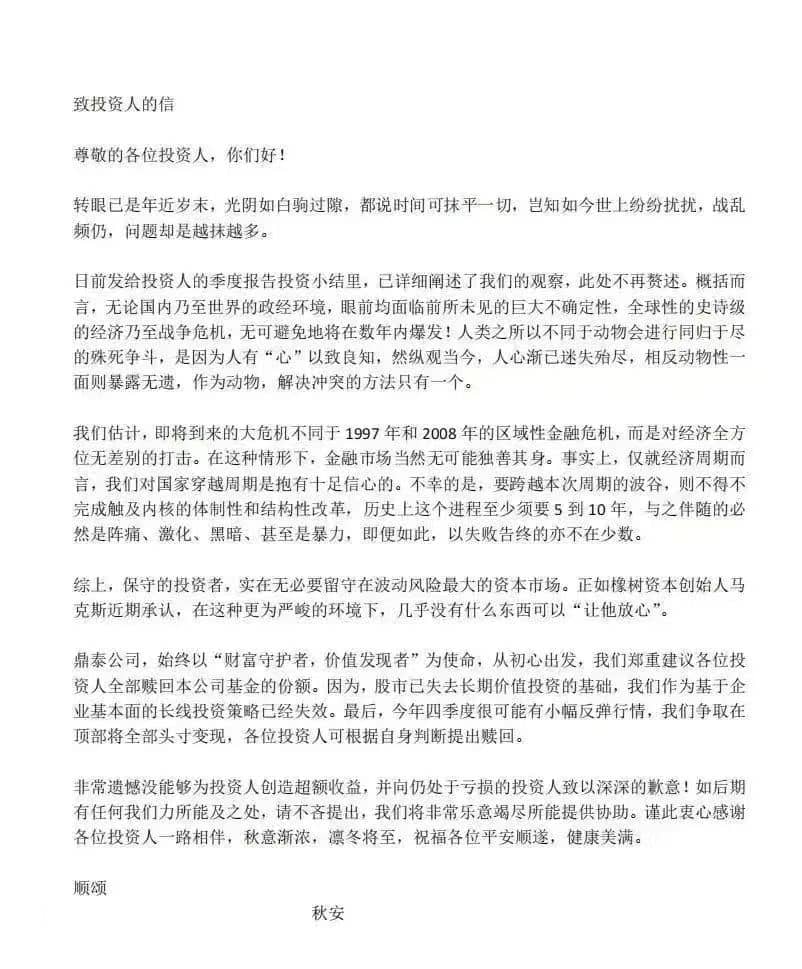 致投资人的信
尊敬的各位投资人，你们好！
转眼已是年近岁末，光阴如白驹过隙，都说时间可抹平一切，岂知如今世上纷纷扰扰，战乱
频仍，问题却是越抹越多。
日前发给投资人的季度报告投资小结里，已详细阐述了我们的观察，此处不再赘述。概括而
言，无论国内乃至世界的政经环境，眼前均面临前所未见的巨大不确定性，全球性的史诗级
的经济乃至战争危机，无可避免地将在数年内爆发！人类之所以不同于动物会进行同归于尽
的殊死争斗，是因为人有“心”以致良知，然纵观当今，人心渐已迷失殆尽，相反动物性一
面则暴露无遗，作为动物，解决冲突的方法只有一个。
我们估计，即将到来的大危机不同于 1997 年和 2008 年的区域性金融危机，而是对经济全方
位无差别的打击。在这种情形下，金融市场当然无可能独善其身。事实上，仅就经济周期而
言，我们对国家穿越周期是抱有十足信心的。不幸的是，要跨越本次周期的波谷，则不得不
完成触及内核的体制性和结构性改革，历史上这个进程至少须要 5 到 10 年，与之伴随的必
然是阵痛、激化、黑暗、甚至是暴力，即便如此，以失败告终的亦不在少数。
综上，保守的投资者，实在无必要留守在波动风险最大的资本市场。正如橡树资本创始人马
克斯近期承认，在这种更为严峻的环境下，几乎没有什么东西可以“让他放心”。
鼎泰公司，始终以“财富守护者，价值发现者”为使命，从初心出发，我们郑重建议各位投
资人全部赎回本公司基金的份额。因为，股市已失去长期价值投资的基础，我们作为基于企
业基本面的长线投资策略已经失效。最后，今年四季度很可能有小幅反弹行情，我们争取在
顶部将全部头寸变现，各位投资人可根据自身判断提出赎回。
非常遗憾没能够为投资人创造超额收益，并向仍处于亏损的投资人致以深深的歉意！如后期
有任何我们力所能及之处，请不吝提出，我们将非常乐意竭尽所能提供协助。谨此衷心感谢
各位投资人一路相伴，秋意渐浓，凛冬将至，祝福各位平安顺遂，健康美满。
顺颂
秋安